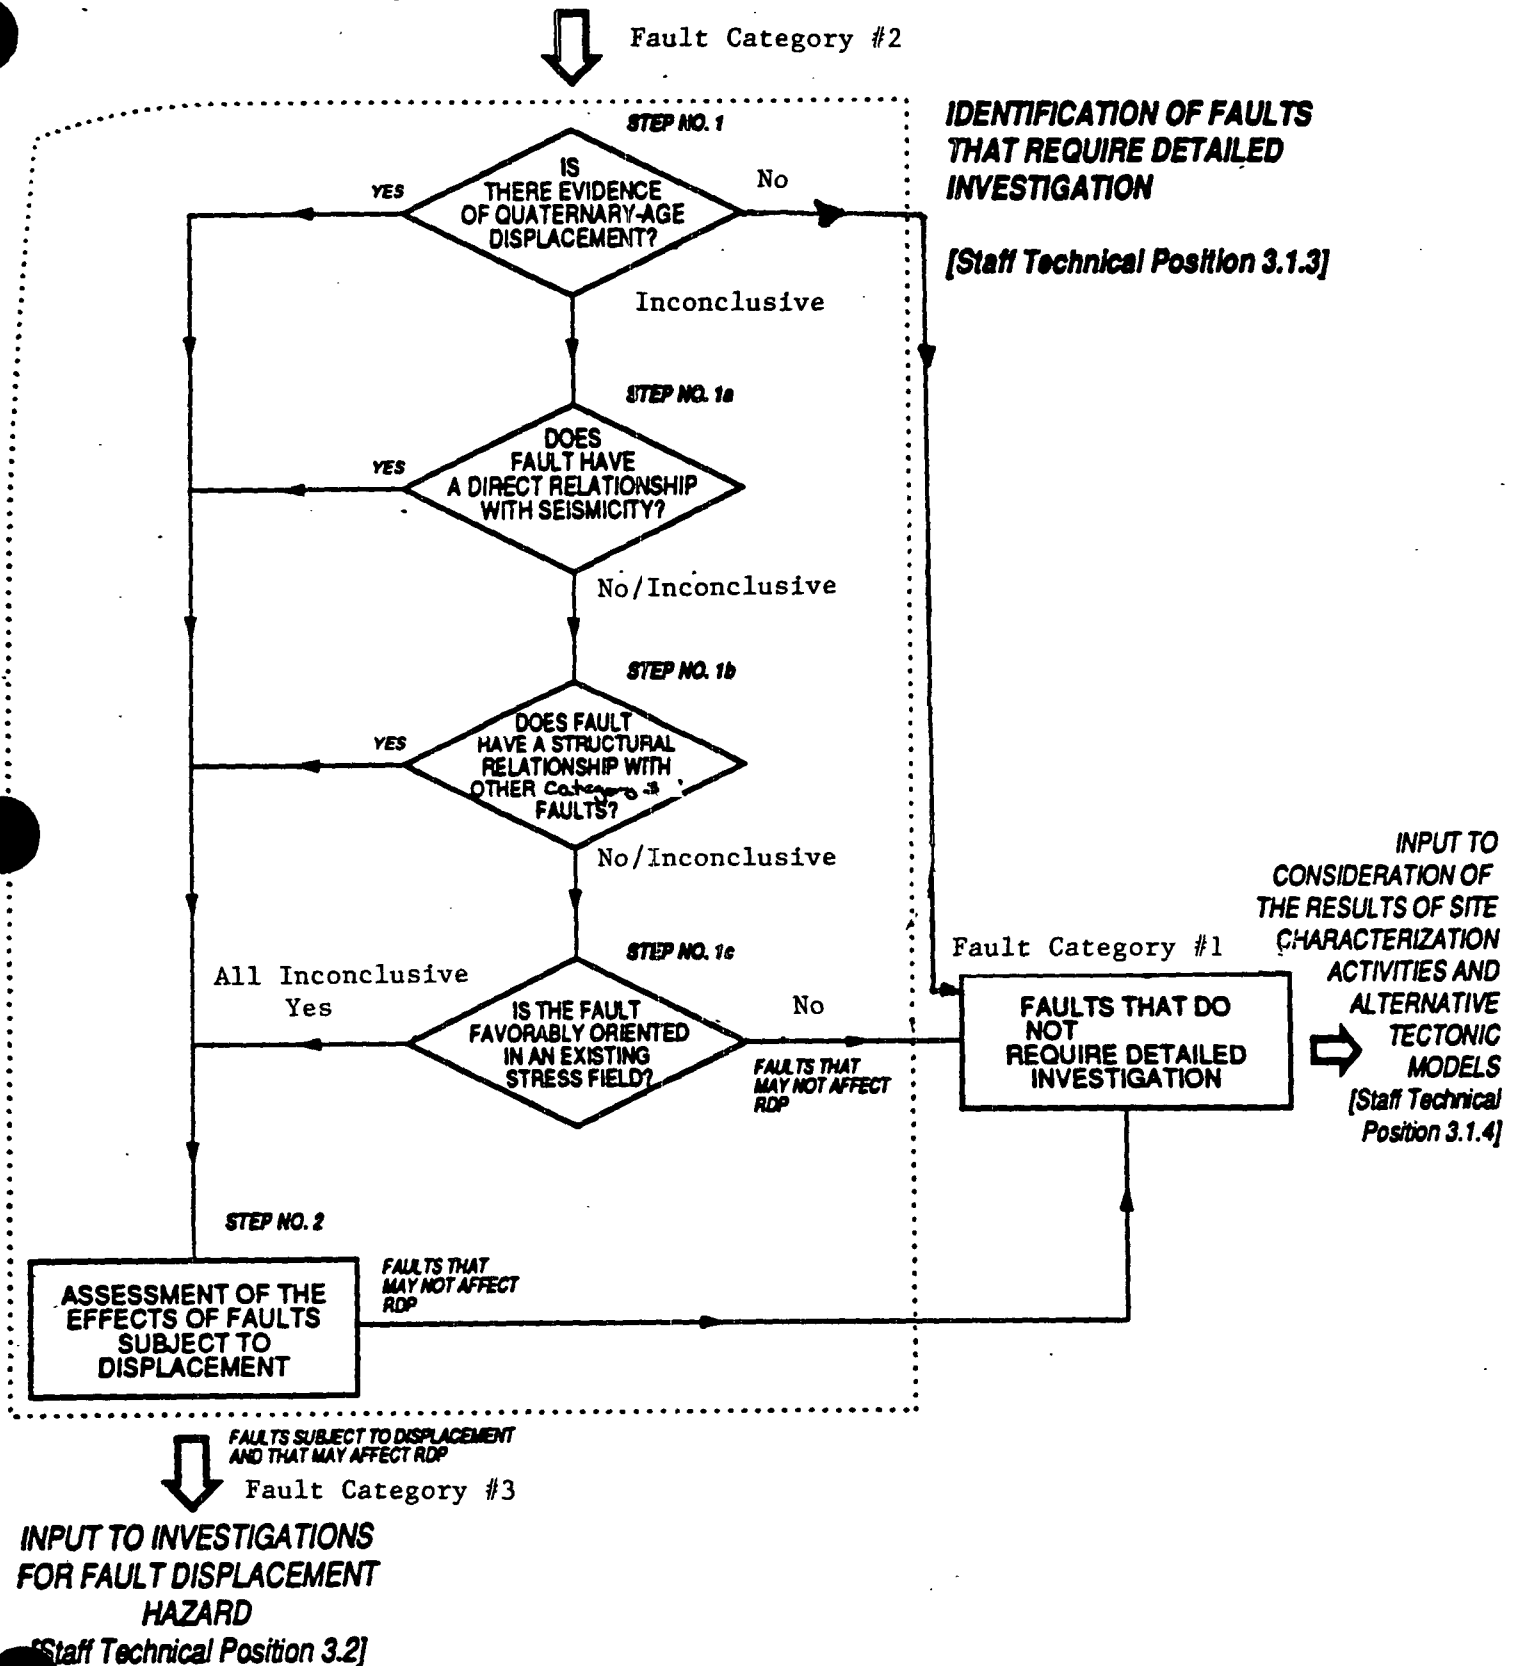 Fault Category #2
STEP NO. 1
IDENTIFICATION OF FAULTS
THAT REQUIRE DETAILED
INVESTIGATION
[Staff Technical Position 3.1.3]
IS
THERE EVIDENCE
OF QUATERNARY-AGE
DISPLACEMENT?
YES
No
Inconclusive
STEP NO. 1a
DOES
FAULT HAVE
A DIRECT RELATIONSHIP
WITH SEISMICITY?
YES
No/Inconclusive
STEP NO. 1b
DOES FAULT
HAVE A STRUCTURAL
RELATIONSHIP WITH
OTHER Category
FAULTS?
YES
No/Inconclusive
STEP NO. 1c
IS THE FAULT
FAVORABLY ORIENTED
IN AN EXISTING
STRESS FIELD?
All Inconclusive
Yes
No
FAULTS THAT
MAY NOT AFFECT
RDP
Fault Category #1
FAULTS THAT DO
NOT
REQUIRE DETAILED
INVESTIGATION
INPUT TO
CONSIDERATION OF
THE RESULTS OF SITE
CHARACTERIZATION
ACTIVITIES AND
ALTERNATIVE
TECTONIC
MODELS
[Staff Technical
Position 3.1.4]
STEP NO. 2
ASSESSMENT OF THE
EFFECTS OF FAULTS
SUBJECT TO
DISPLACEMENT
FAULTS THAT
MAY NOT AFFECT
RDP
FAULTS SUBJECT TO DISPLACEMENT
AND THAT MAY AFFECT RDP
Fault Category #3
INPUT TO INVESTIGATIONS
FOR FAULT DISPLACEMENT
HAZARD
[Staff Technical Position 3.2]